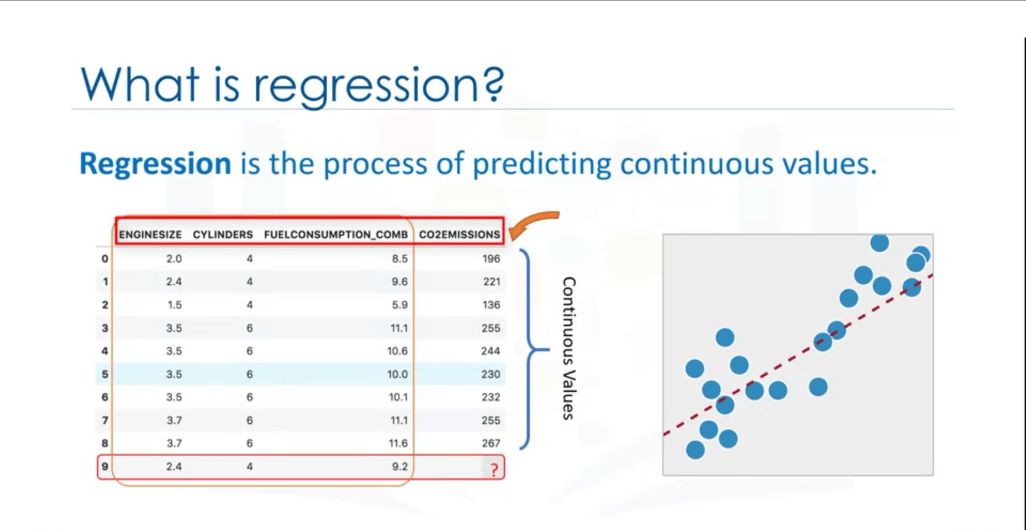 What is regression?
Regression is the process of predicting continuous values.
ENGINESIZE CYLINDERS FUELCONSUMPTION_COMB CO2EMISSIONS
0 2.0 4 8.5 196
1 2.4 4 9.6 221
2 1.5 4 5.9 136
3 3.5 6 11.1 255
4 3.5 6 10.6 244
5 3.5 6 10.0 230
6 3.5 6 10.1 232
7 3.7 6 11.1 255
8 3.7 6 11.6 267
9 2.4 4 9.2 ?
Continuous Values